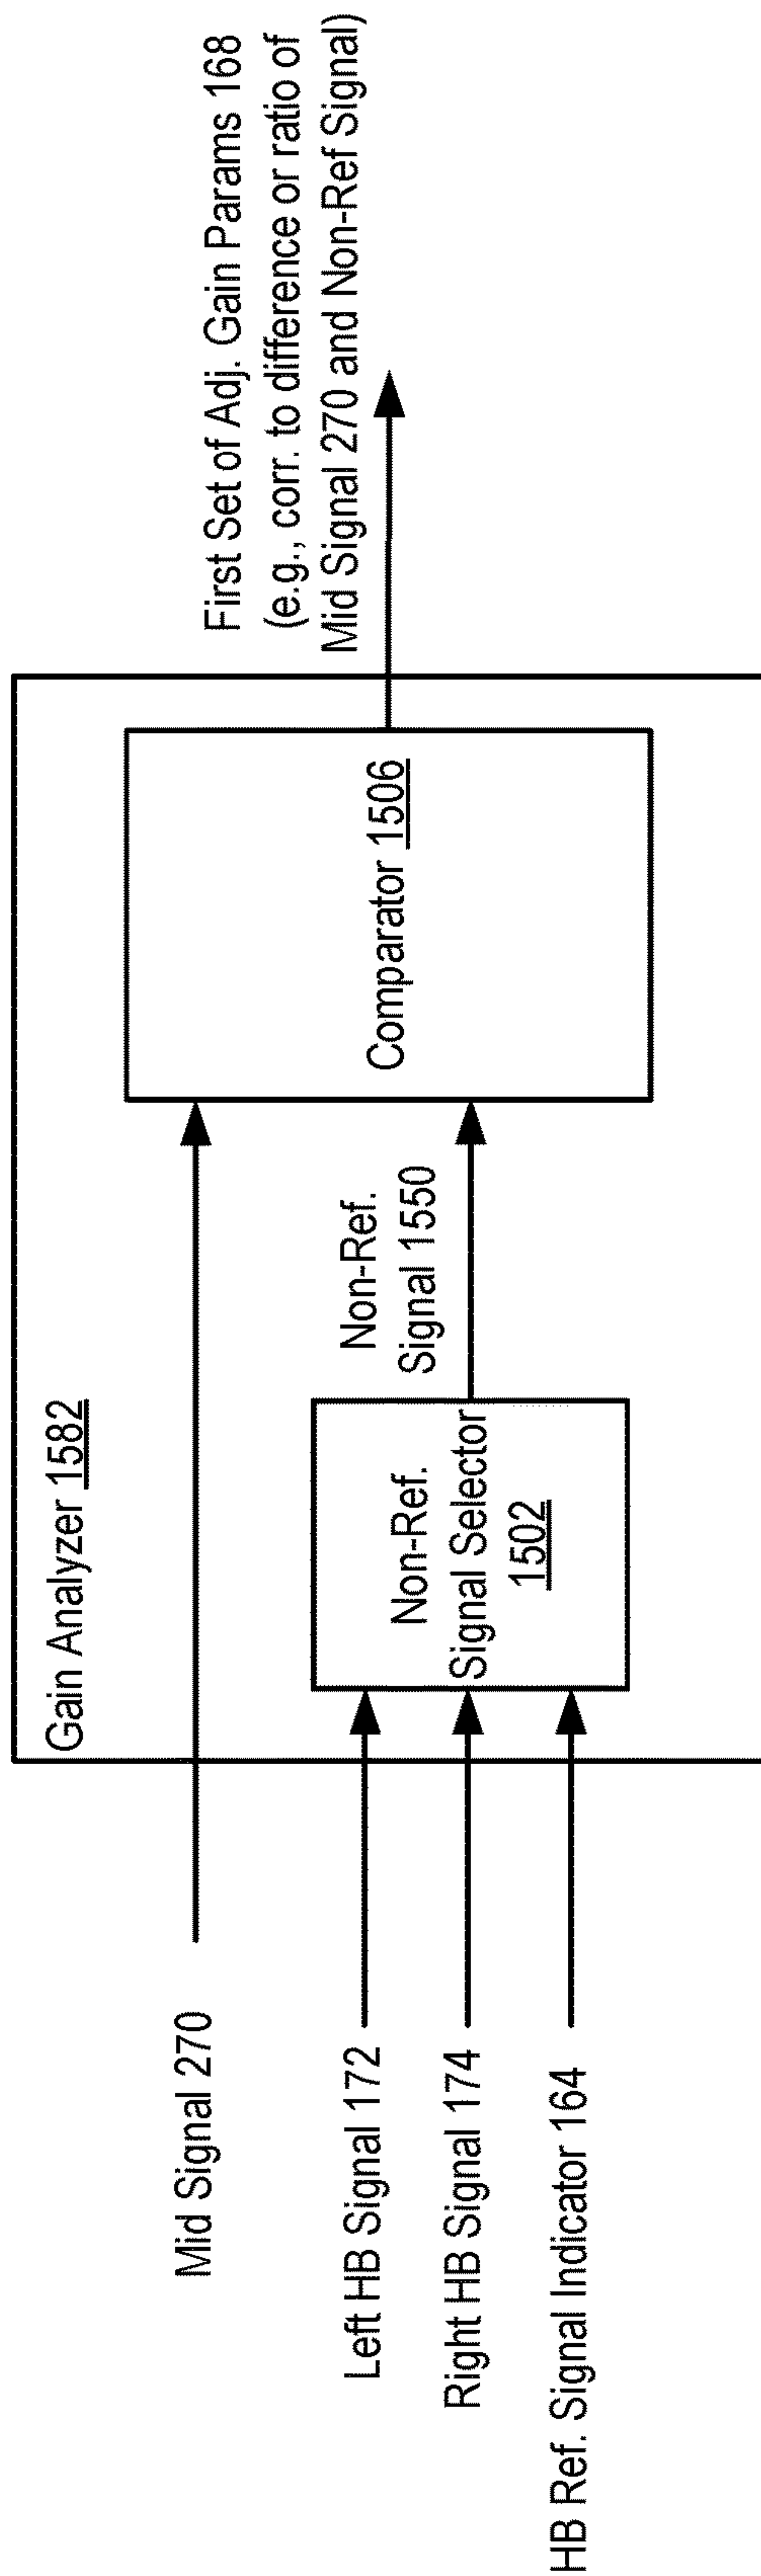 Gain Analyzer 1582
Mid Signal 270
Left HB Signal 172
Right HB Signal 174
HB Ref. Signal Indicator 164
Non-Ref.
Signal Selector
1502
Non-Ref.
Signal 1550
Comparator 1506
First Set of Adj. Gain Params 168
(e.g., corr. to difference or ratio of
Mid Signal 270 and Non-Ref Signal)